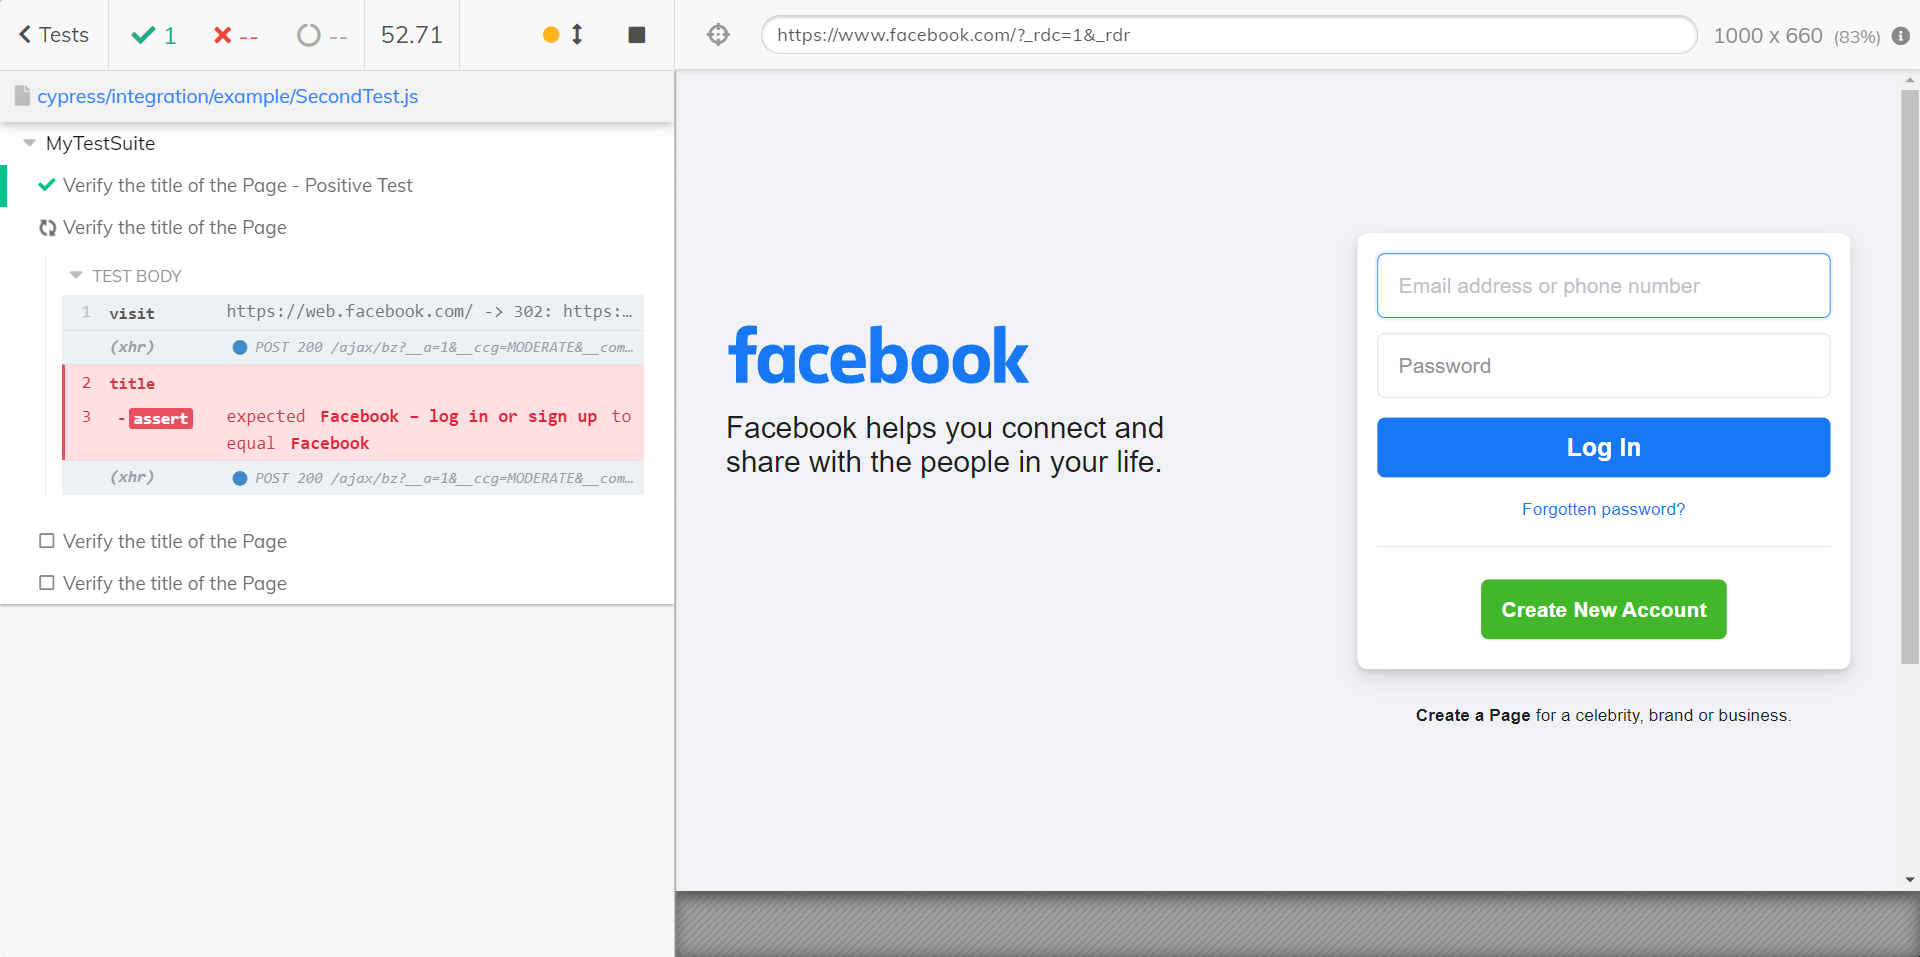 Tests
1
--
--
52.71
https://www.facebook.com/?_rdc=1&_rdr
1000 x 660 (83%)
cypress/integration/example/SecondTest.js
MyTestSuite
Verify the title of the Page - Positive Test
Verify the title of the Page
TEST BODY
1 visit https://web.facebook.com/ -> 302: https:…
(xhr) POST 200 /ajax/bz?__a=1&__ccg=MODERATE&__com…
2 title
3 -assert expected Facebook – log in or sign up to
equal Facebook
(xhr) POST 200 /ajax/bz?__a=1&__ccg=MODERATE&__com…
Verify the title of the Page
Verify the title of the Page
facebook
Facebook helps you connect and
share with the people in your life.
Email address or phone number
Password
Log In
Forgotten password?
Create New Account
Create a Page for a celebrity, brand or business.